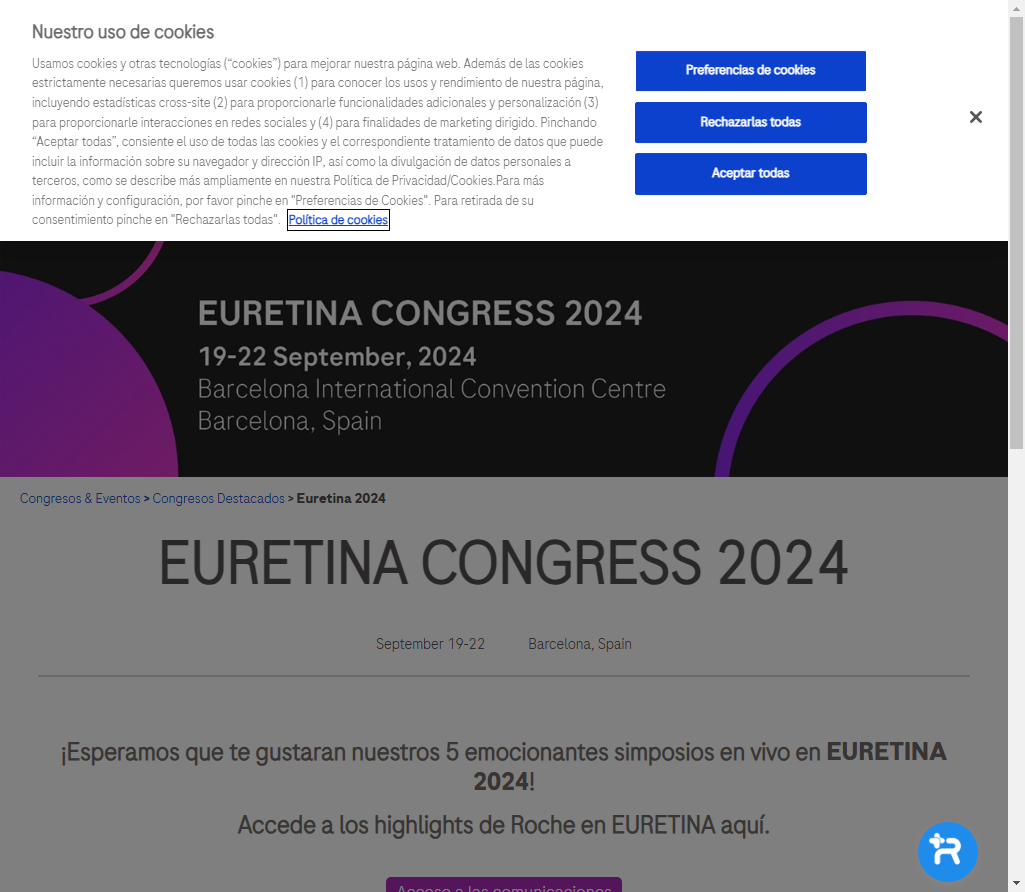 Nuestro uso de cookies
Usamos cookies y otras tecnologías (“cookies”) para mejorar nuestra página web. Además de las cookies
estrictamente necesarias queremos usar cookies (1) para conocer los usos y rendimiento de nuestra página,
incluyendo estadísticas cross-site (2) para proporcionarle funcionalidades adicionales y personalización (3)
para proporcionarle interacciones en redes sociales y (4) para finalidades de marketing dirigido. Pinchando
“Aceptar todas”, consiente el uso de todas las cookies y el correspondiente tratamiento de datos que puede
incluir la información sobre su navegador y dirección IP, así como la divulgación de datos personales a
terceros, como se describe más ampliamente en nuestra Política de Privacidad/Cookies.Para más
información y configuración, por favor pinche en "Preferencias de Cookies". Para retirada de su
consentimiento pinche en "Rechazarlas todas". Política de cookies
Preferencias de cookies
Rechazarlas todas
Aceptar todas
EURETINA CONGRESS 2024
19-22 September, 2024
Barcelona International Convention Centre
Barcelona, Spain
Congresos & Eventos > Congresos Destacados > Euretina 2024
EURETINA CONGRESS 2024
September 19-22 Barcelona, Spain
¡Esperamos que te gustaran nuestros 5 emocionantes simposios en vivo en EURETINA
2024!
Accede a los highlights de Roche en EURETINA aquí.
Acceso a las comunicaciones